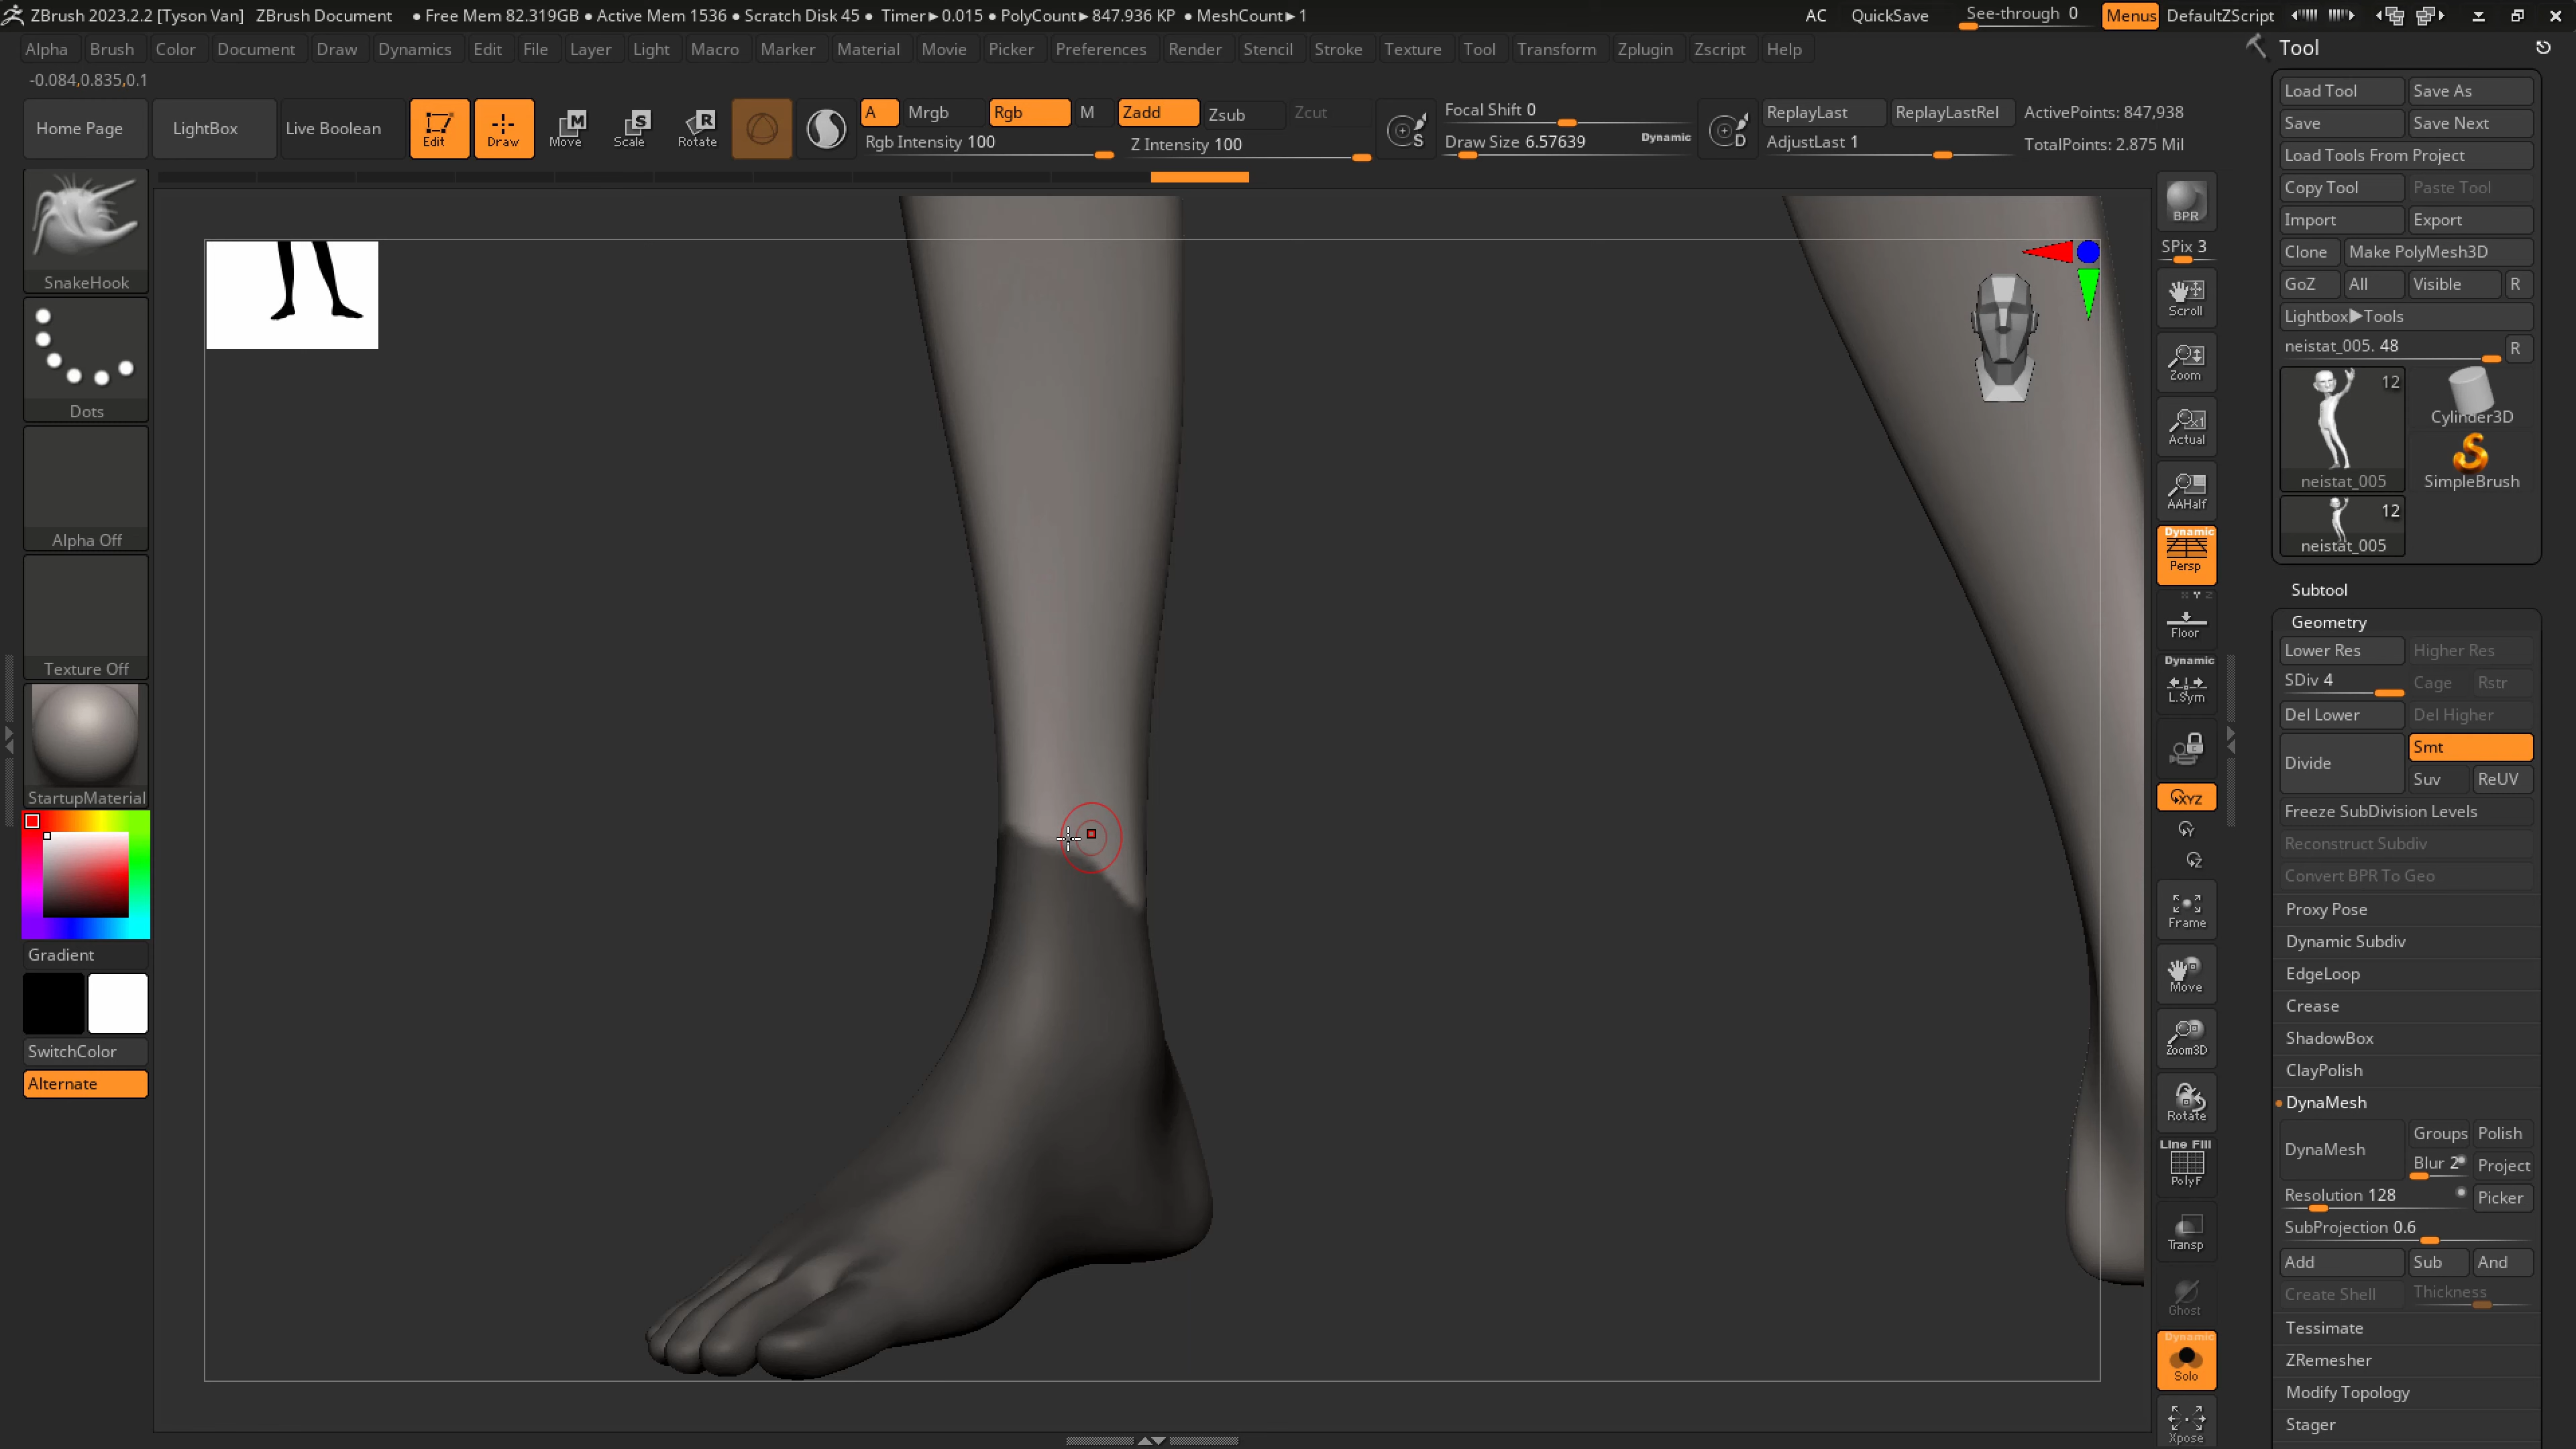 ZBrush 2023.2.2 [Tyson Van] ZBrush Document ● Free Mem 82.319GB ● Active Mem 1536 ● Scratch Disk 45 ● Timer►0.015 ● PolyCount►847.936 KP ● MeshCount►1 AC QuickSave See-through 0 Menus DefaultZScript
Alpha Brush Color Document Draw Dynamics Edit File Layer Light Macro Marker Material Movie Picker Preferences Render Stencil Stroke Texture Tool Transform Zplugin Zscript Help
-0.084,0.835,0.1
Home Page LightBox Live Boolean Edit Draw Move Scale Rotate
M S R
A Mrgb Rgb M Zadd Zsub Zcut
Rgb Intensity 100 Z Intensity 100
S Focal Shift 0
Draw Size 6.57639 Dynamic
D ReplayLast ReplayLastRel ActivePoints: 847,938
AdjustLast 1 TotalPoints: 2.875 Mil
SnakeHook
Dots
Alpha Off
Texture Off
StartupMaterial
Gradient
SwitchColor
Alternate
BPR
SPix 3
Scroll
Zoom
x1
Actual
AAHalf
Dynamic
Persp
X Y Z
Floor
Dynamic
L.Sym
XYZ
Y
Z
Frame
Move
Zoom3D
Rotate
Line Fill
PolyF
Transp
Ghost
Dynamic
Solo
Xpose
Tool
Load Tool Save As
Save Save Next
Load Tools From Project
Copy Tool Paste Tool
Import Export
Clone Make PolyMesh3D
GoZ All Visible R
Lightbox►Tools
neistat_005. 48 R
12
Cylinder3D
neistat_005 SimpleBrush
12
neistat_005
Subtool
Geometry
Lower Res Higher Res
SDiv 4 Cage Rstr
Del Lower Del Higher
Divide Smt
Suv ReUV
Freeze SubDivision Levels
Reconstruct Subdiv
Convert BPR To Geo
Proxy Pose
Dynamic Subdiv
EdgeLoop
Crease
ShadowBox
ClayPolish
DynaMesh
DynaMesh Groups Polish
Blur 2 Project
Resolution 128 Picker
SubProjection 0.6
Add Sub And
Create Shell Thickness
Tessimate
ZRemesher
Modify Topology
Stager